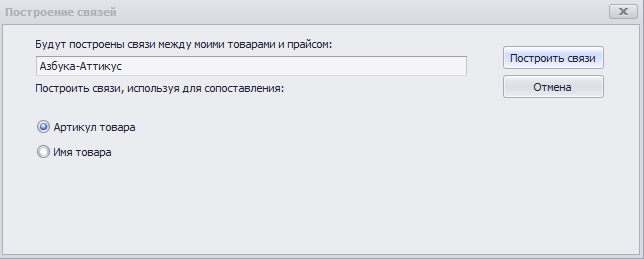 Построение связей
Будут построены связи между моими товарами и прайсом:
Азбука-Аттикус
Построить связи, используя для сопоставления:
Артикул товара
Имя товара
Построить связи
Отмена